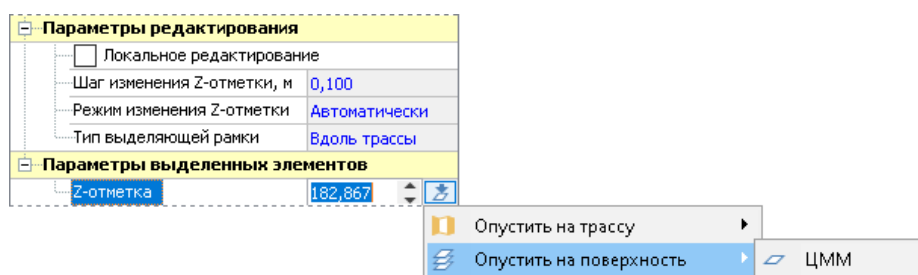 Параметры редактирования
Локальное редактирование
Шаг изменения Z-отметки, м 0,100
Режим изменения Z-отметки Автоматически
Тип выделяющей рамки Вдоль трассы
Параметры выделенных элементов
Z-отметка 182,867
Опустить на трассу
Опустить на поверхность ЦММ